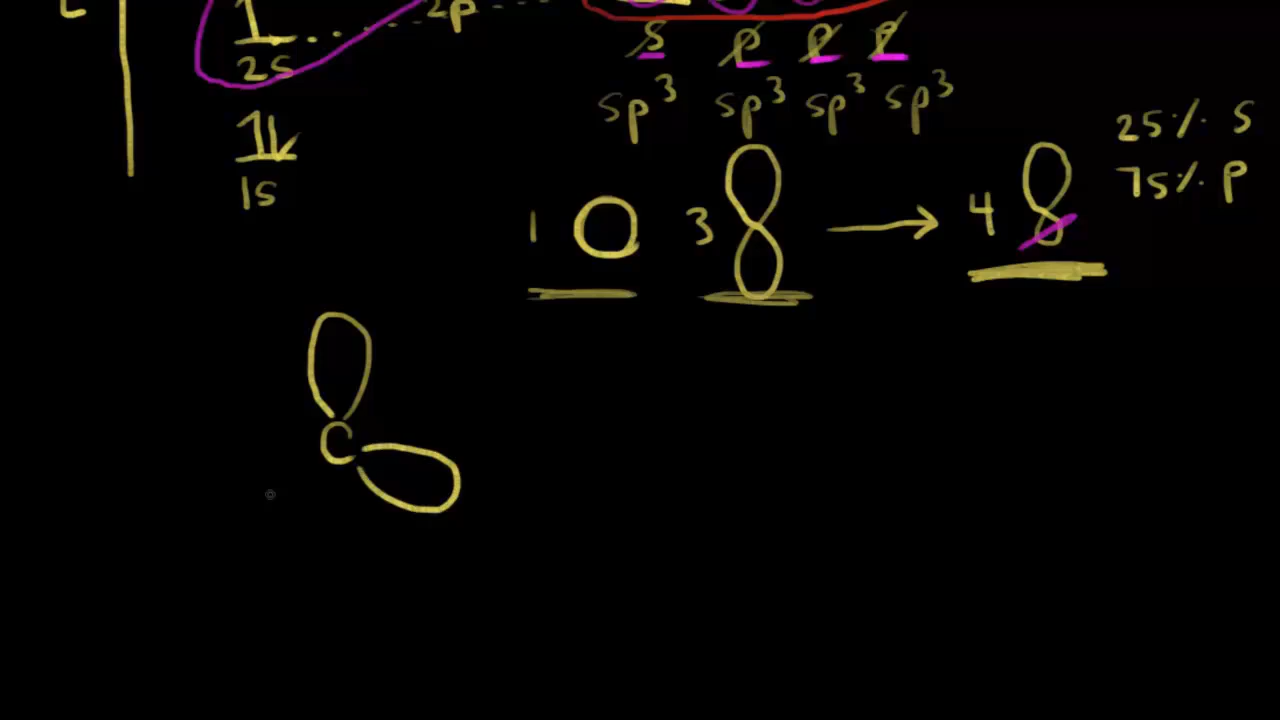 2p
2s
s p p p
sp³ sp³ sp³ sp³
1s
25% S
75% P
1 3 → 4
C